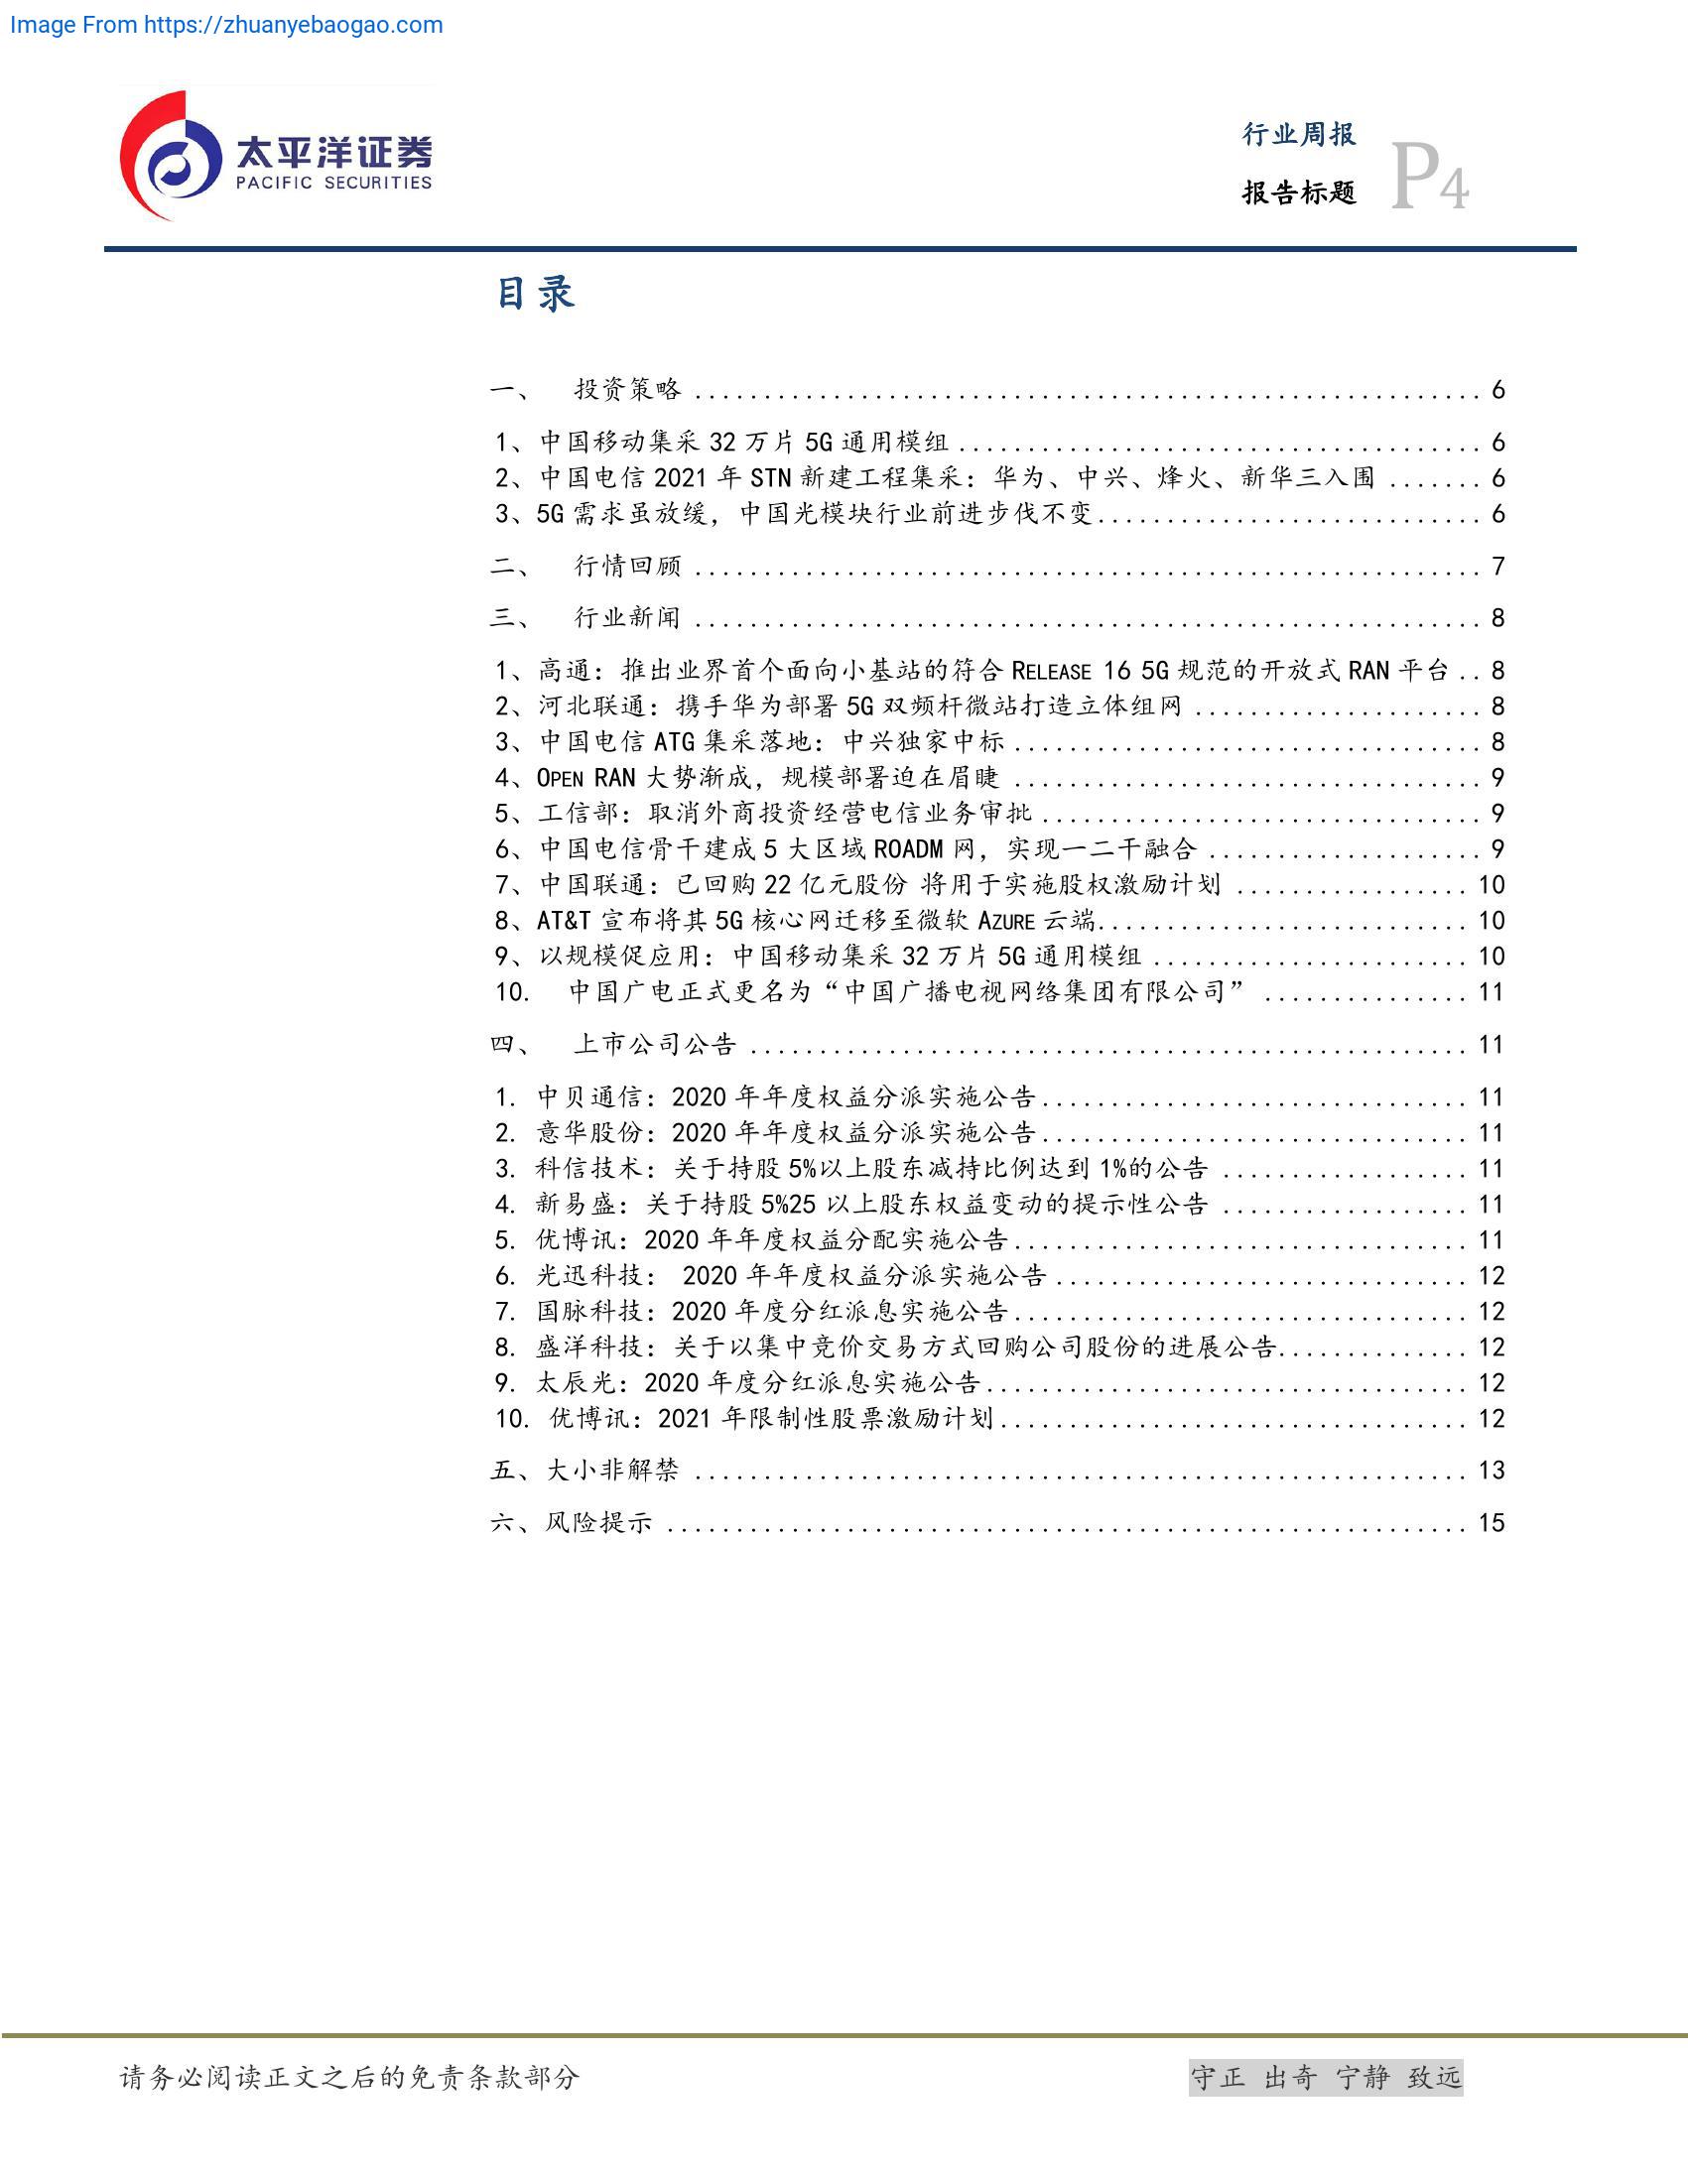 Image From https://zhuanyebaogao.com
太平洋证券
PACIFIC SECURITIES
行业周报
报告标题
P4
目录
一、 投资策略 ........................................................ 6
1、中国移动集采 32 万片 5G 通用模组 ...................................... 6
2、中国电信 2021 年 STN 新建工程集采：华为、中兴、烽火、新华三入围 ....... 6
3、5G 需求虽放缓，中国光模块行业前进步伐不变............................ 6
二、 行情回顾 ........................................................ 7
三、 行业新闻 ........................................................ 8
1、高通：推出业界首个面向小基站的符合 RELEASE 16 5G 规范的开放式 RAN 平台 .. 8
2、河北联通：携手华为部署 5G 双频杆微站打造立体组网 ..................... 8
3、中国电信 ATG 集采落地：中兴独家中标 .................................. 8
4、OPEN RAN 大势渐成，规模部署迫在眉睫 .................................. 9
5、工信部：取消外商投资经营电信业务审批 ................................ 9
6、中国电信骨干建成 5 大区域 ROADM 网，实现一二干融合 .................... 9
7、中国联通：已回购 22 亿元股份 将用于实施股权激励计划 ................. 10
8、AT&T 宣布将其 5G 核心网迁移至微软 AZURE 云端........................... 10
9、以规模促应用：中国移动集采 32 万片 5G 通用模组 ....................... 10
10. 中国广电正式更名为“中国广播电视网络集团有限公司” ............... 11
四、 上市公司公告 .................................................... 11
1. 中贝通信：2020 年年度权益分派实施公告............................... 11
2. 意华股份：2020 年年度权益分派实施公告............................... 11
3. 科信技术：关于持股 5%以上股东减持比例达到 1%的公告 .................. 11
4. 新易盛：关于持股 5%25 以上股东权益变动的提示性公告 .................. 11
5. 优博讯：2020 年年度权益分配实施公告................................. 11
6. 光迅科技： 2020 年年度权益分派实施公告.............................. 12
7. 国脉科技：2020 年度分红派息实施公告................................. 12
8. 盛洋科技：关于以集中竞价交易方式回购公司股份的进展公告.............. 12
9. 太辰光：2020 年度分红派息实施公告................................... 12
10. 优博讯：2021 年限制性股票激励计划.................................. 12
五、大小非解禁 ........................................................ 13
六、风险提示 .......................................................... 15
请务必阅读正文之后的免责条款部分
守正 出奇 宁静 致远